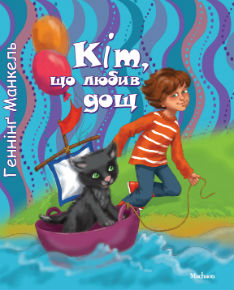 Геннінг Манкель
Кіт,
що любив
дощ
Machaon